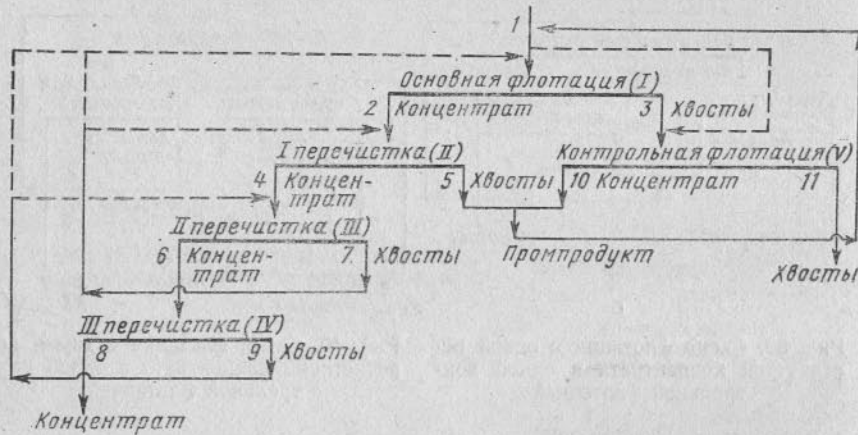 1
Основная флотация (I)
2 Концентрат 3 Хвосты
I перечистка (II) Контрольная флотация (V)
4 Концен-
трат
5 Хвосты 10 Концентрат 11
II перечистка (III)
6. Концен-
трат
7. Хвосты
Промпродукт
Хвосты
III перечистка (IV)
8 9 Хвосты
Концентрат